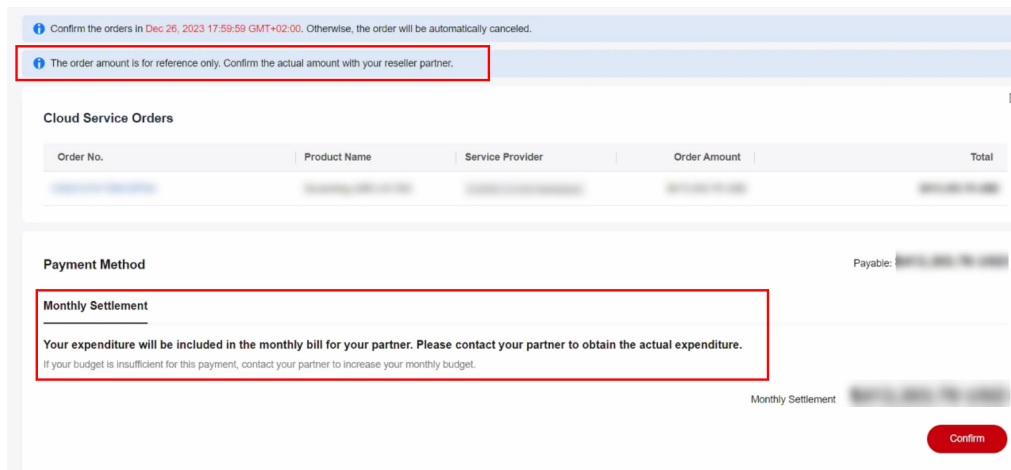 Confirm the orders in Dec 26, 2023 17:59:59 GMT+02:00. Otherwise, the order will be automatically canceled.
The order amount is for reference only. Confirm the actual amount with your reseller partner.
Cloud Service Orders
Order No. Product Name Service Provider Order Amount Total
Payment Method
Payable:
Monthly Settlement
Your expenditure will be included in the monthly bill for your partner. Please contact your partner to obtain the actual expenditure.
If your budget is insufficient for this payment, contact your partner to increase your monthly budget.
Monthly Settlement
Confirm